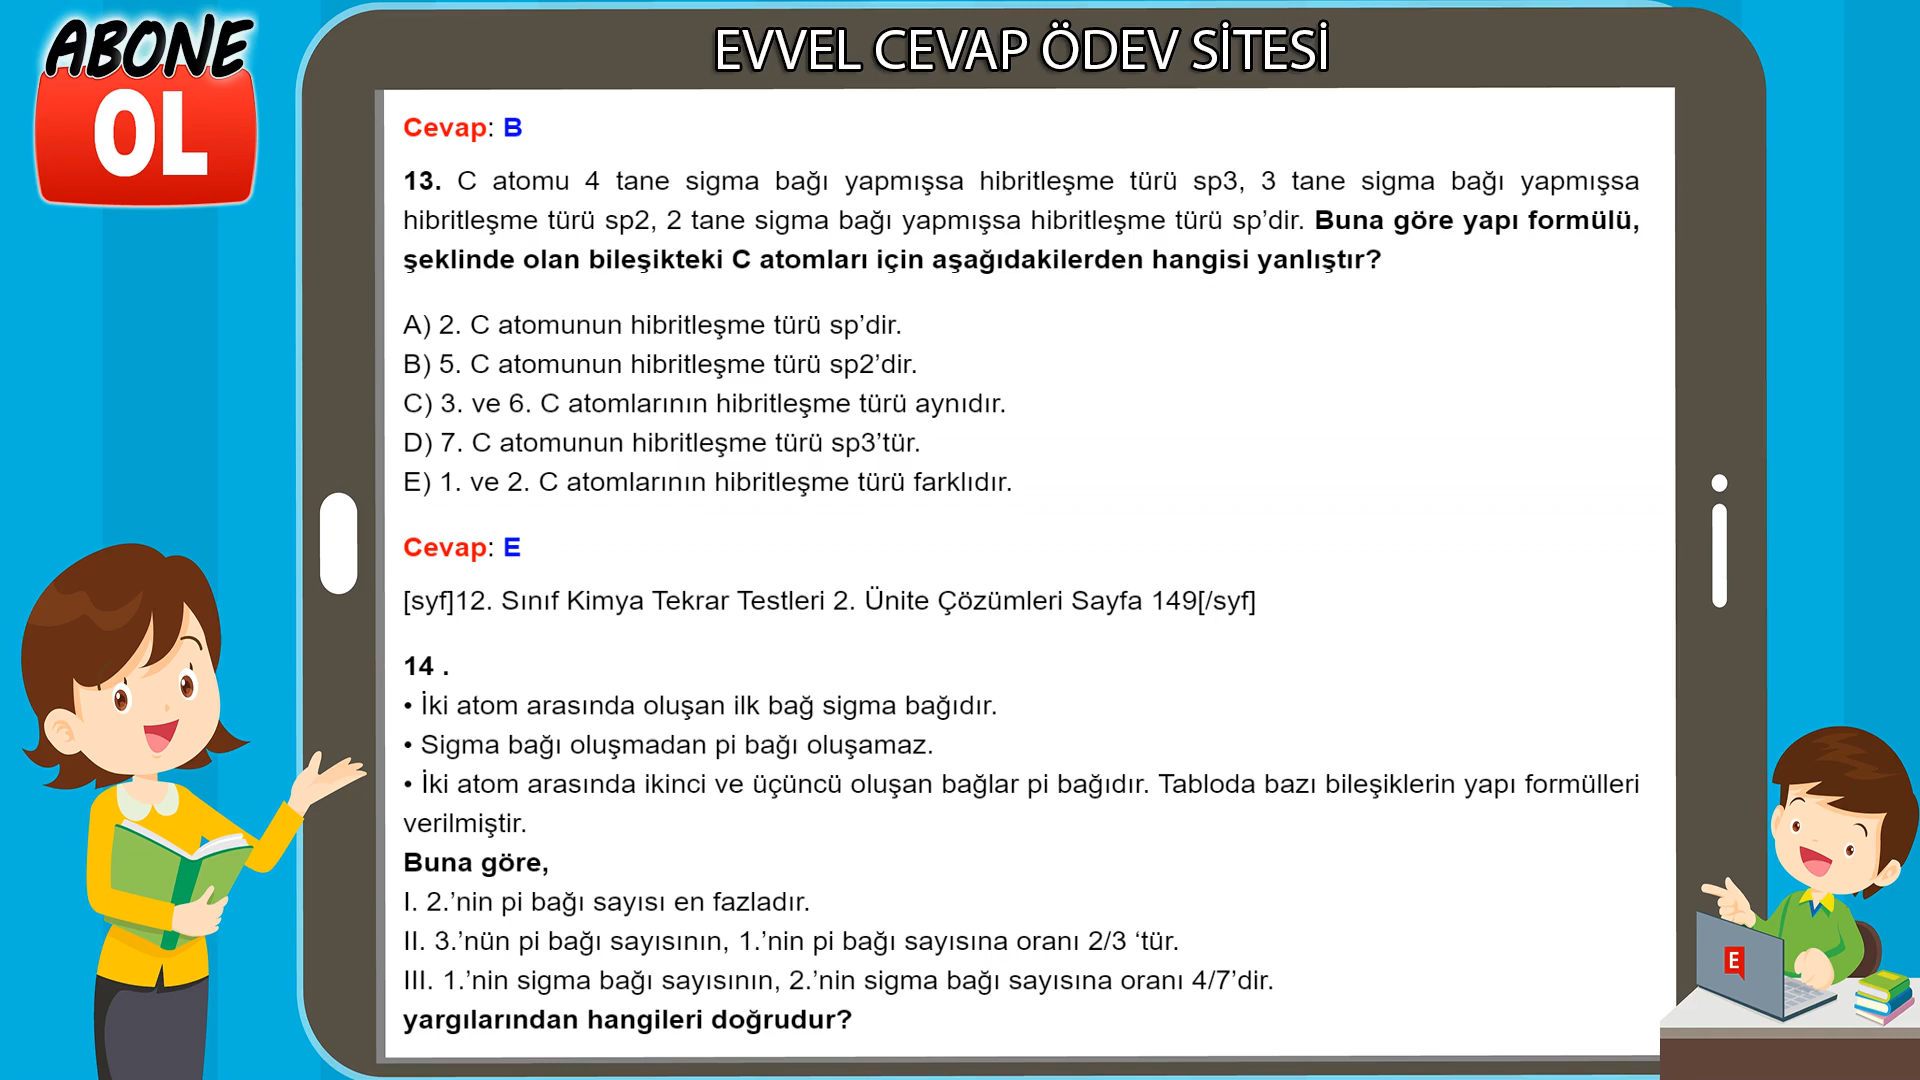 ABONE
OL
EVVEL CEVAP ÖDEV SİTESİ
Cevap: B
13. C atomu 4 tane sigma bağı yapmışsa hibritleşme türü sp3, 3 tane sigma bağı yapmışsa
hibritleşme türü sp2, 2 tane sigma bağı yapmışsa hibritleşme türü sp’dir. Buna göre yapı formülü,
şeklinde olan bileşikteki C atomları için aşağıdakilerden hangisi yanlıştır?
A) 2. C atomunun hibritleşme türü sp’dir.
B) 5. C atomunun hibritleşme türü sp2’dir.
C) 3. ve 6. C atomlarının hibritleşme türü aynıdır.
D) 7. C atomunun hibritleşme türü sp3’tür.
E) 1. ve 2. C atomlarının hibritleşme türü farklıdır.
Cevap: E
[syf]12. Sınıf Kimya Tekrar Testleri 2. Ünite Çözümleri Sayfa 149[/syf]
14 .
• İki atom arasında oluşan ilk bağ sigma bağıdır.
• Sigma bağı oluşmadan pi bağı oluşamaz.
• İki atom arasında ikinci ve üçüncü oluşan bağlar pi bağıdır. Tabloda bazı bileşiklerin yapı formülleri
verilmiştir.
Buna göre,
I. 2.’nin pi bağı sayısı en fazladır.
II. 3.’nün pi bağı sayısının, 1.’nin pi bağı sayısına oranı 2/3 ‘tür.
III. 1.’nin sigma bağı sayısının, 2.’nin sigma bağı sayısına oranı 4/7’dir.
yargılarından hangileri doğrudur?
E